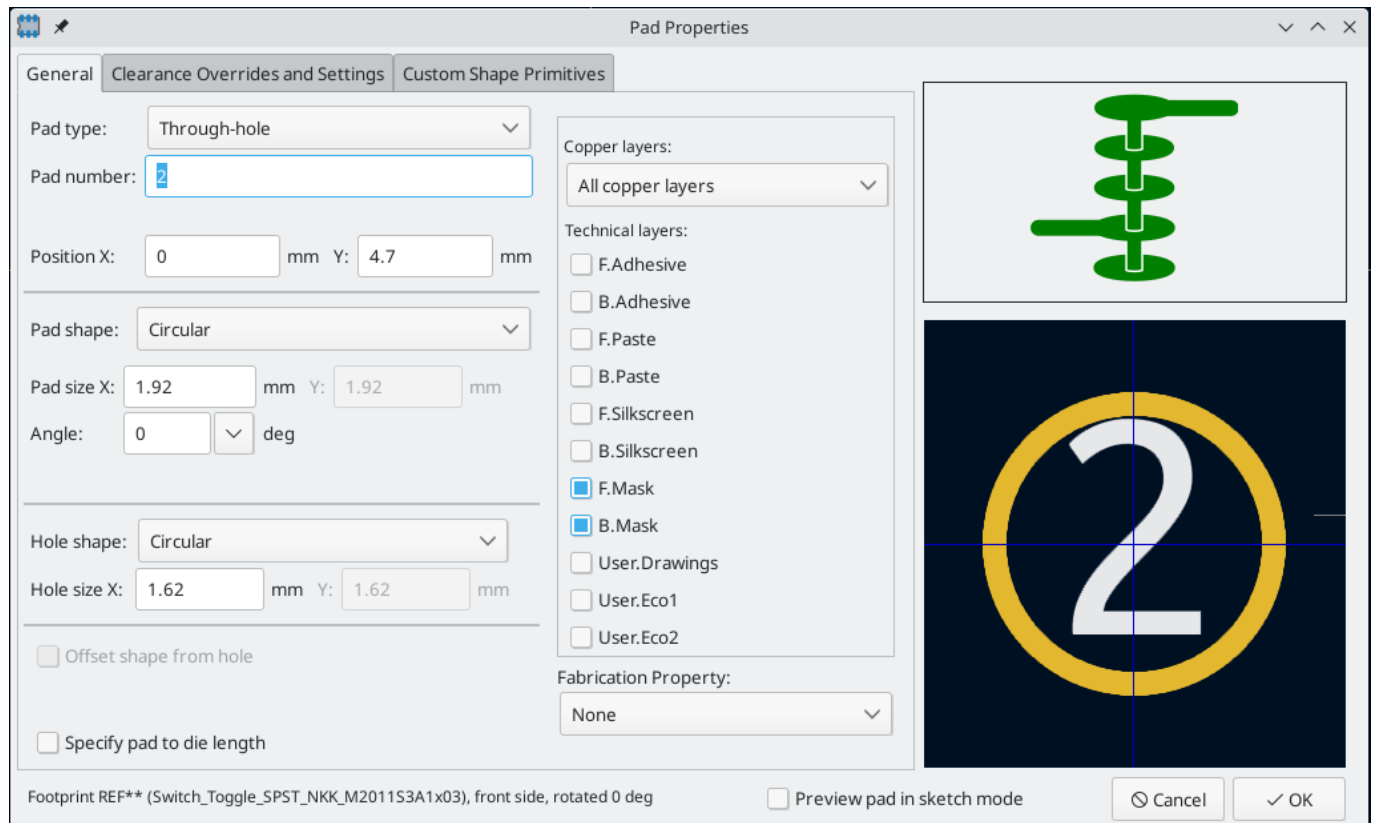 Pad Properties
General Clearance Overrides and Settings Custom Shape Primitives
Pad type: Through-hole
Pad number: 2
Position X: 0 mm Y: 4.7 mm
Pad shape: Circular
Pad size X: 1.92 mm Y: 1.92 mm
Angle: 0 deg
Hole shape: Circular
Hole size X: 1.62 mm Y: 1.62 mm
Offset shape from hole
Specify pad to die length
Copper layers:
All copper layers
Technical layers:
F.Adhesive
B.Adhesive
F.Paste
B.Paste
F.Silkscreen
B.Silkscreen
F.Mask
B.Mask
User.Drawings
User.Eco1
User.Eco2
Fabrication Property:
None
2
Footprint REF** (Switch_Toggle_SPST_NKK_M2011S3A1x03), front side, rotated 0 deg
Preview pad in sketch mode
Cancel
OK